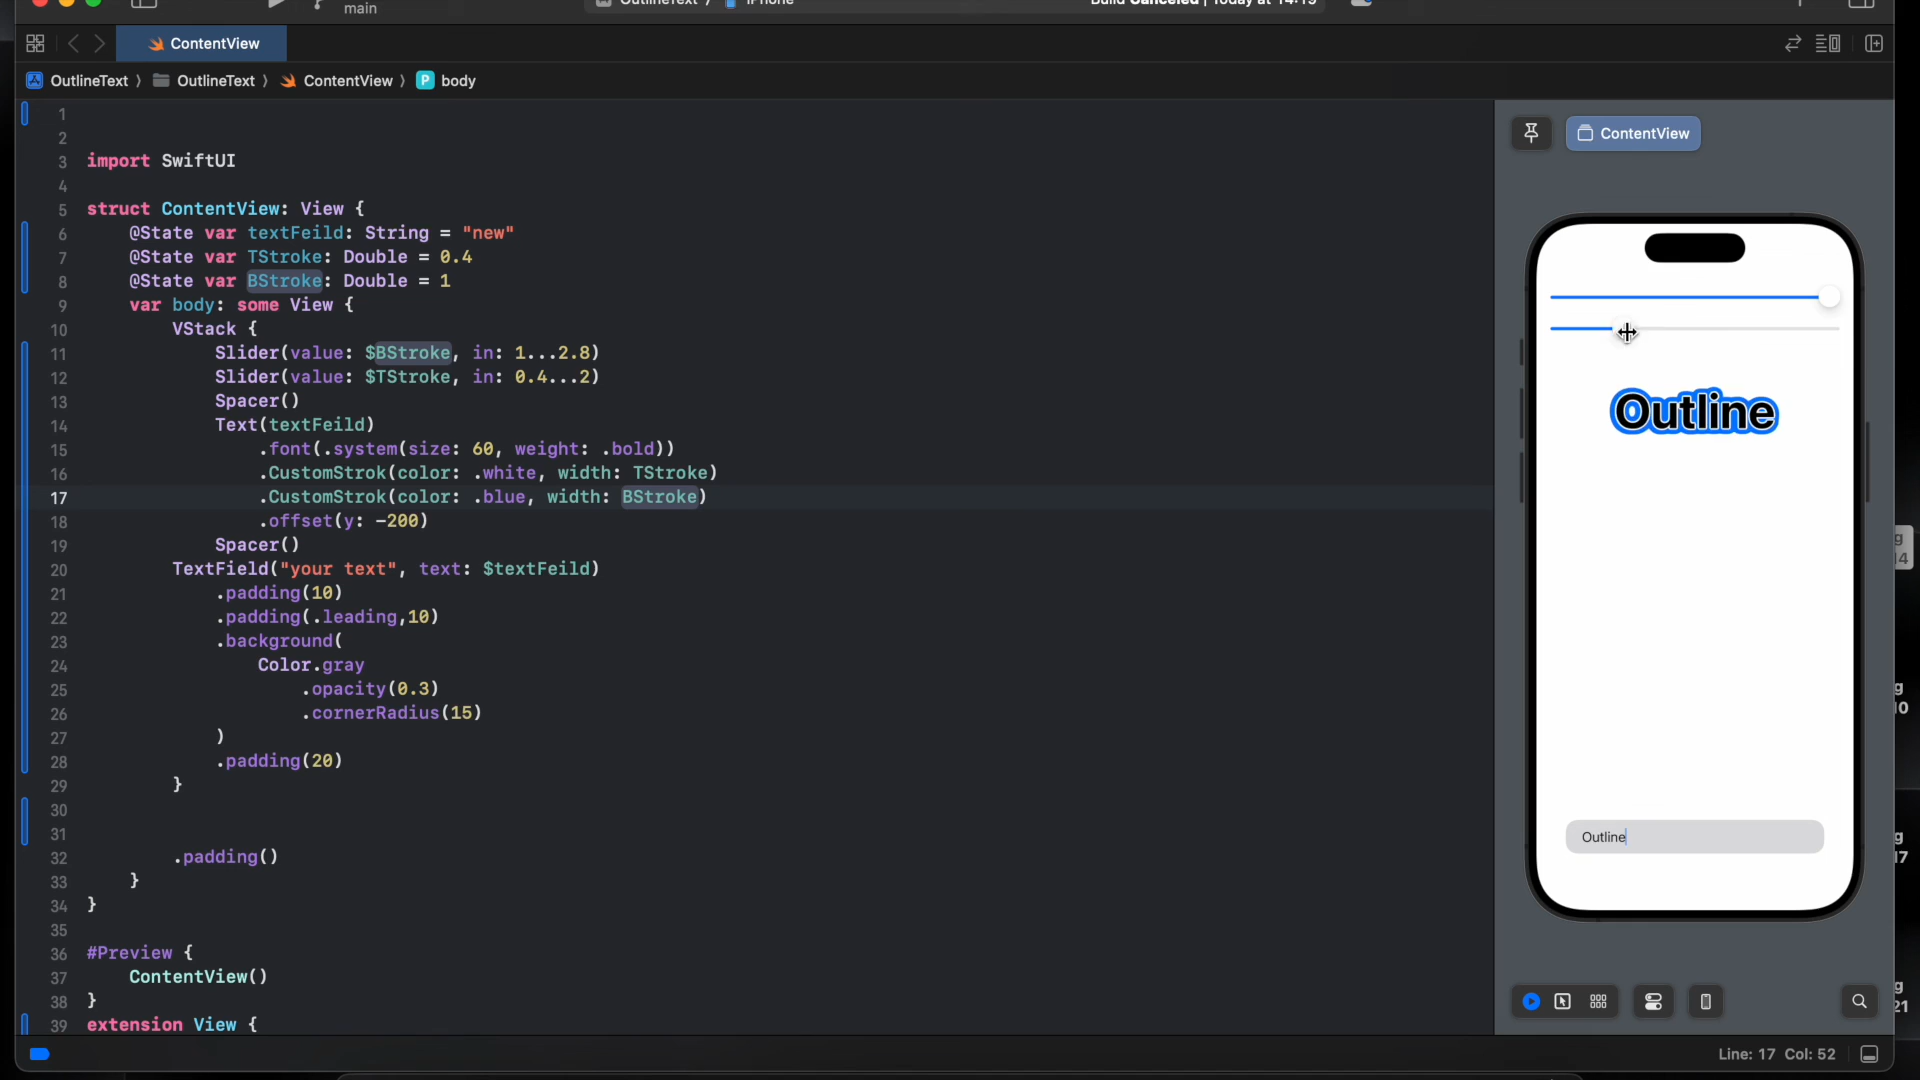 main
ContentView
OutlineText 〉 OutlineText 〉 ContentView 〉 P body
1
2
3 import SwiftUI
4
5 struct ContentView: View {
6 @State var textFeild: String = "new"
7 @State var TStroke: Double = 0.4
8 @State var BStroke: Double = 1
9 var body: some View {
10 VStack {
11 Slider(value: $BStroke, in: 1...2.8)
12 Slider(value: $TStroke, in: 0.4...2)
13 Spacer()
14 Text(textFeild)
15 .font(.system(size: 60, weight: .bold))
16 .CustomStrok(color: .white, width: TStroke)
17 .CustomStrok(color: .blue, width: BStroke)
18 .offset(y: -200)
19 Spacer()
20 TextField("your text", text: $textFeild)
21 .padding(10)
22 .padding(.leading,10)
23 .background(
24 Color.gray
25 .opacity(0.3)
26 .cornerRadius(15)
27 )
28 .padding(20)
29 }
30
31
32 .padding()
33 }
34 }
35
36 #Preview {
37 ContentView()
38 }
39 extension View {
ContentView
Outline
Outline
Line: 17 Col: 52